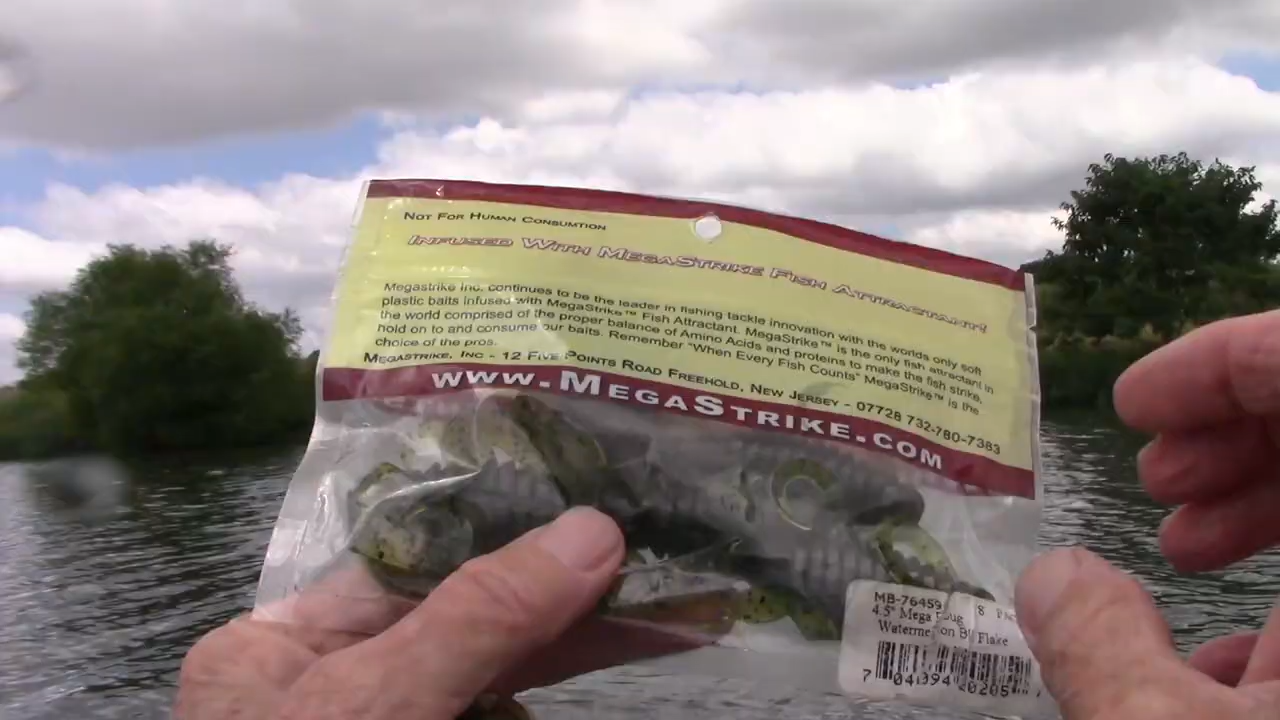 NOT FOR HUMAN CONSUMTION
INFUSED WITH MEGASTRIKE FISH ATTRACTANT!
Megastrike Inc. continues to be the leader in fishing tackle innovation with the worlds only soft
plastic baits infused with MegaStrike™ Fish Attractant. MegaStrike™ is the only fish attractant in
the world comprised of the proper balance of Amino Acids and proteins to make the fish strike,
hold on to and consume our baits. Remember "When Every Fish Counts" MegaStrike™ is the
choice of the pros.
MEGASTRIKE, INC - 12 FIVE POINTS ROAD FREEHOLD, NEW JERSEY - 07728 732-780-7383
WWW.MEGASTRIKE.COM
MB-76459 8
4.5" Mega
Flake